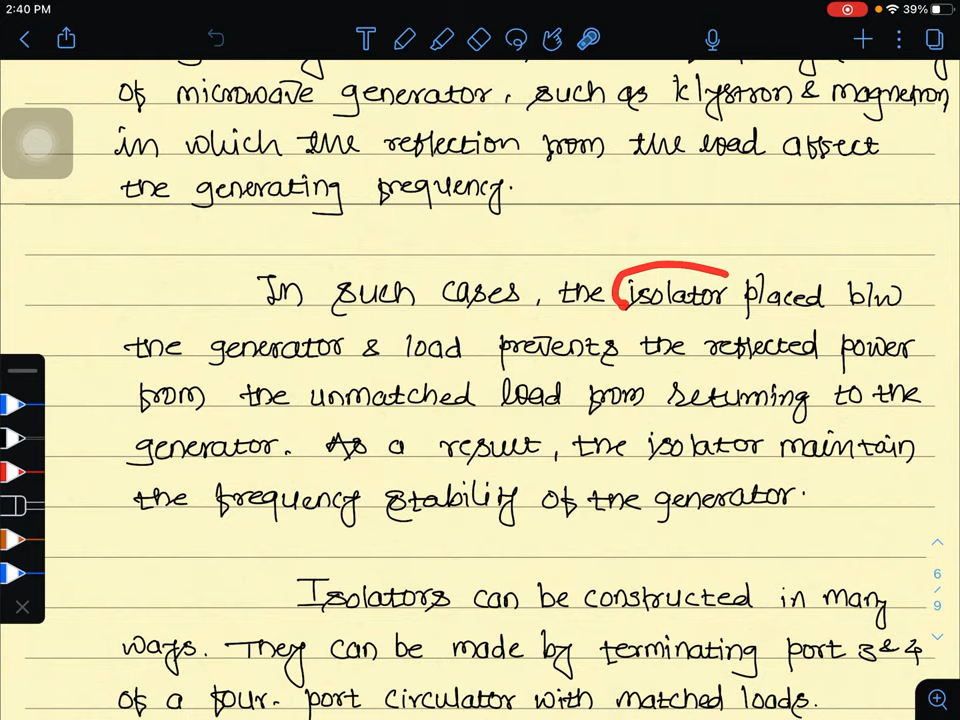 2:40 PM
39%
T
of microwave generator, such as klystron & magnetron
in which the reflection from the load affect
the generating frequency.
In such cases, the isolator placed b/w
the generator & load prevents the reflected power
from the unmatched load from returning to the
generator. As a result, the isolator maintain
the frequency stability of the generator.
6
/
9
Isolators can be constructed in many
ways. They can be made by terminating port 3 & 4
of a four-port circulator with matched loads.